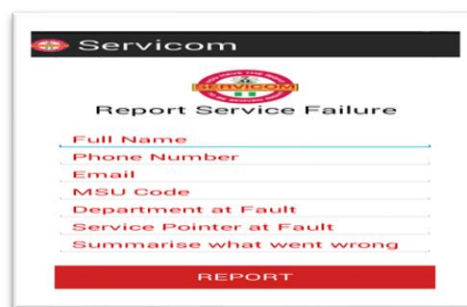 Servicom
SERVICOM
Report Service Failure
Full Name
Phone Number
Email
MSU Code
Department at Fault
Service Pointer at Fault
Summarise what went wrong
REPORT